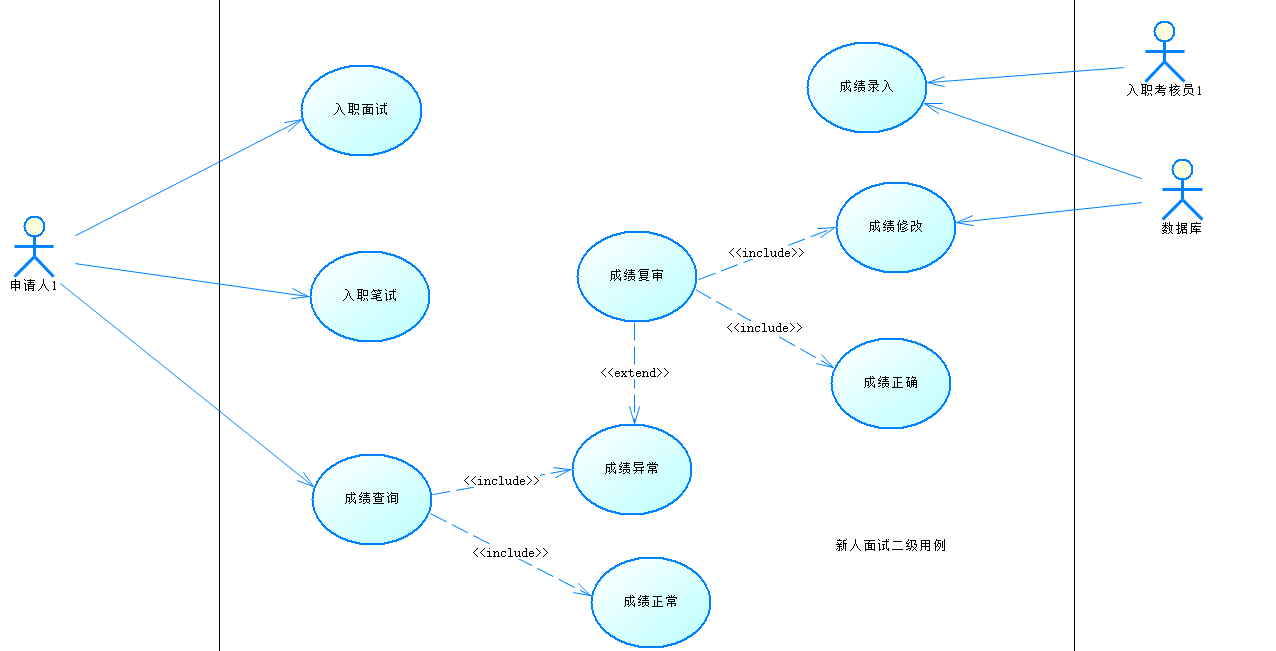 入职考核员1
成绩录入
入职面试
数据库
成绩修改
<<include>>
成绩复审
申请人1
入职笔试
<<include>>
<<extend>>
成绩正确
成绩异常
<<include>>
成绩查询
新人面试二级用例
<<include>>
成绩正常